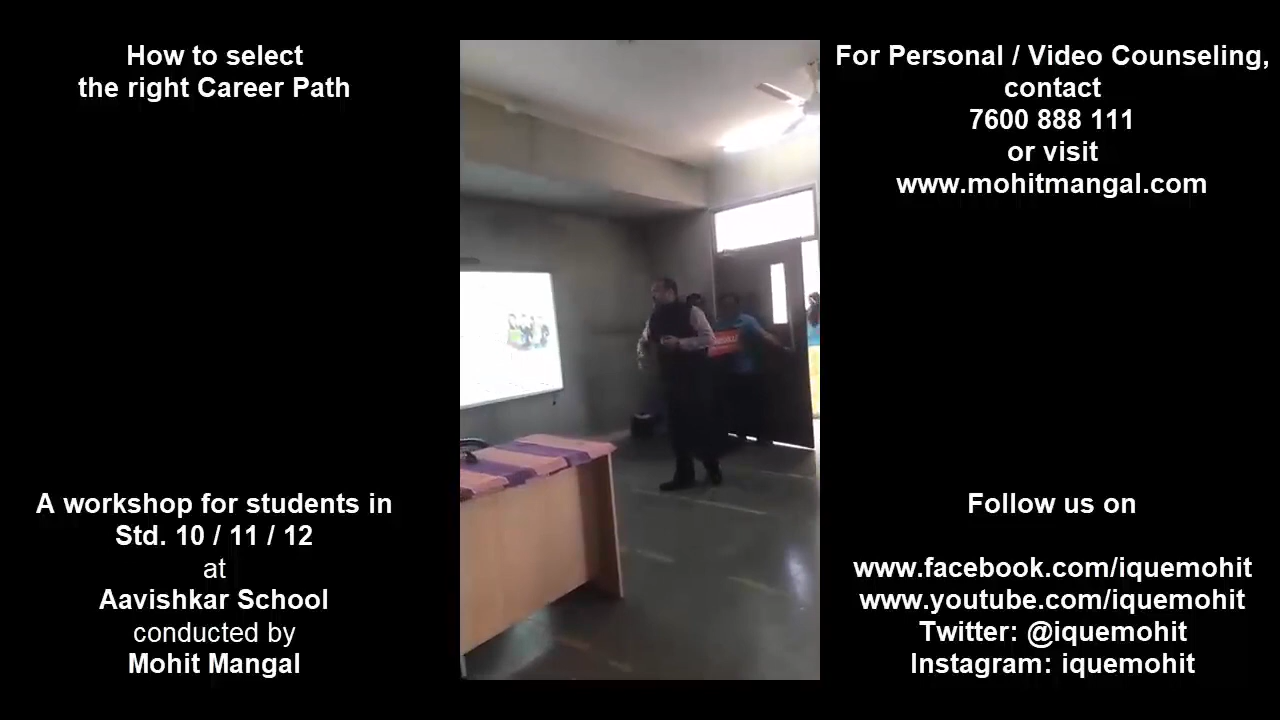 How to select
the right Career Path
For Personal / Video Counseling,
contact
7600 888 111
or visit
www.mohitmangal.com
A workshop for students in
Std. 10 / 11 / 12
at
Aavishkar School
conducted by
Mohit Mangal
Follow us on
www.facebook.com/iquemohit
www.youtube.com/iquemohit
Twitter: @iquemohit
Instagram: iquemohit